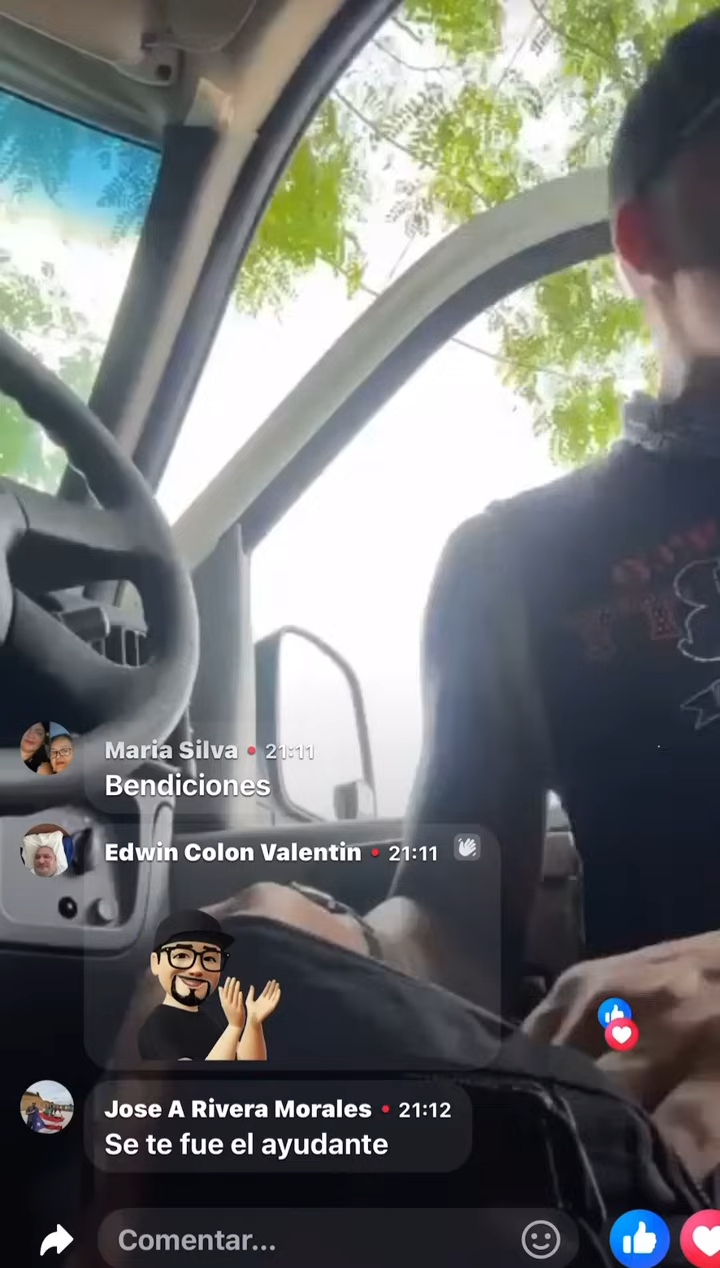 Maria Silva • 21:11
Bendiciones
Edwin Colon Valentin • 21:11
Jose A Rivera Morales • 21:12
Se te fue el ayudante
Comentar...